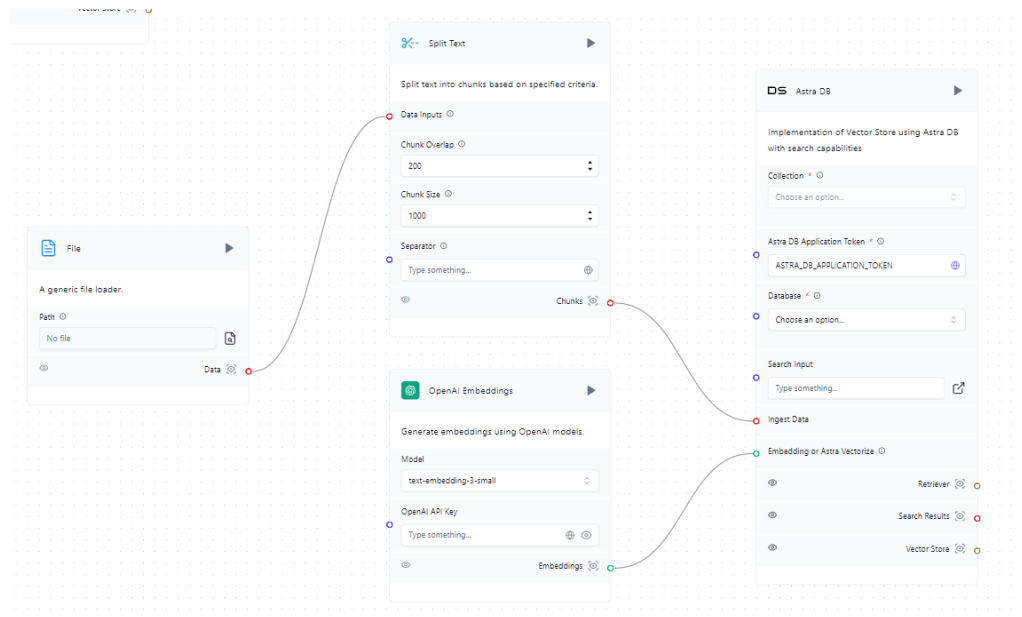 Vector Store
Split Text
Split text into chunks based on specified criteria.
Data Inputs
Chunk Overlap
200
Chunk Size
1000
Separator
Type something...
Chunks
File
A generic file loader.
Path
No file
Data
OpenAI Embeddings
Generate embeddings using OpenAI models.
Model
text-embedding-3-small
OpenAI API Key
Type something...
Embeddings
DS Astra DB
Implementation of Vector Store using Astra DB
with search capabilities
Collection *
Choose an option...
Astra DB Application Token *
ASTRA_DB_APPLICATION_TOKEN
Database *
Choose an option...
Search Input
Type something...
Ingest Data
Embedding or Astra Vectorize
Retriever
Search Results
Vector Store